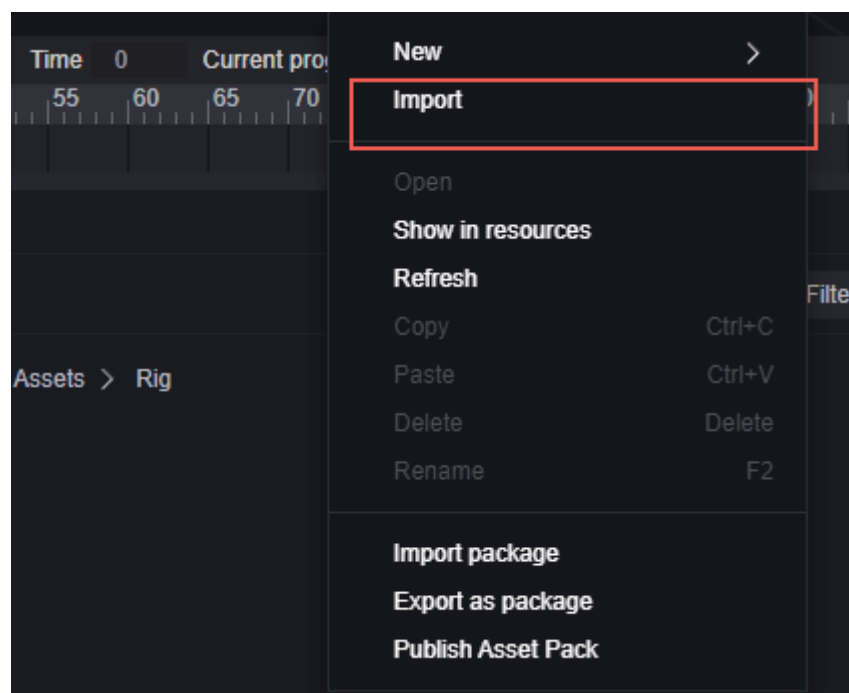 Time 0 Current pro
55 60 65 70
New
Import
Open
Show in resources
Refresh
Filte
Copy Ctrl+C
Paste Ctrl+V
Assets > Rig
Delete Delete
Rename F2
Import package
Export as package
Publish Asset Pack